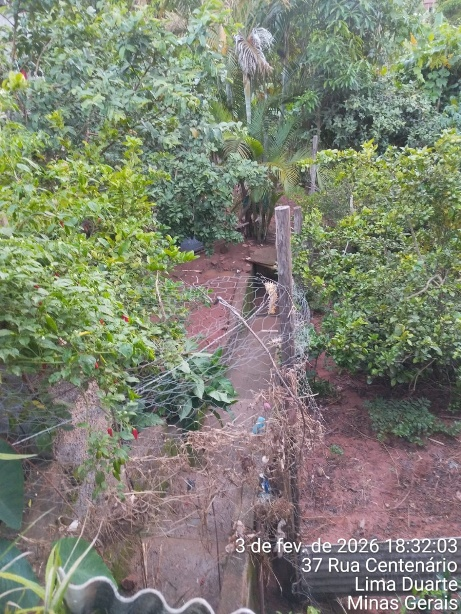 3 de fev. de 2026 18:32:03
37 Rua Centenário
Lima Duarte
Minas Gerais